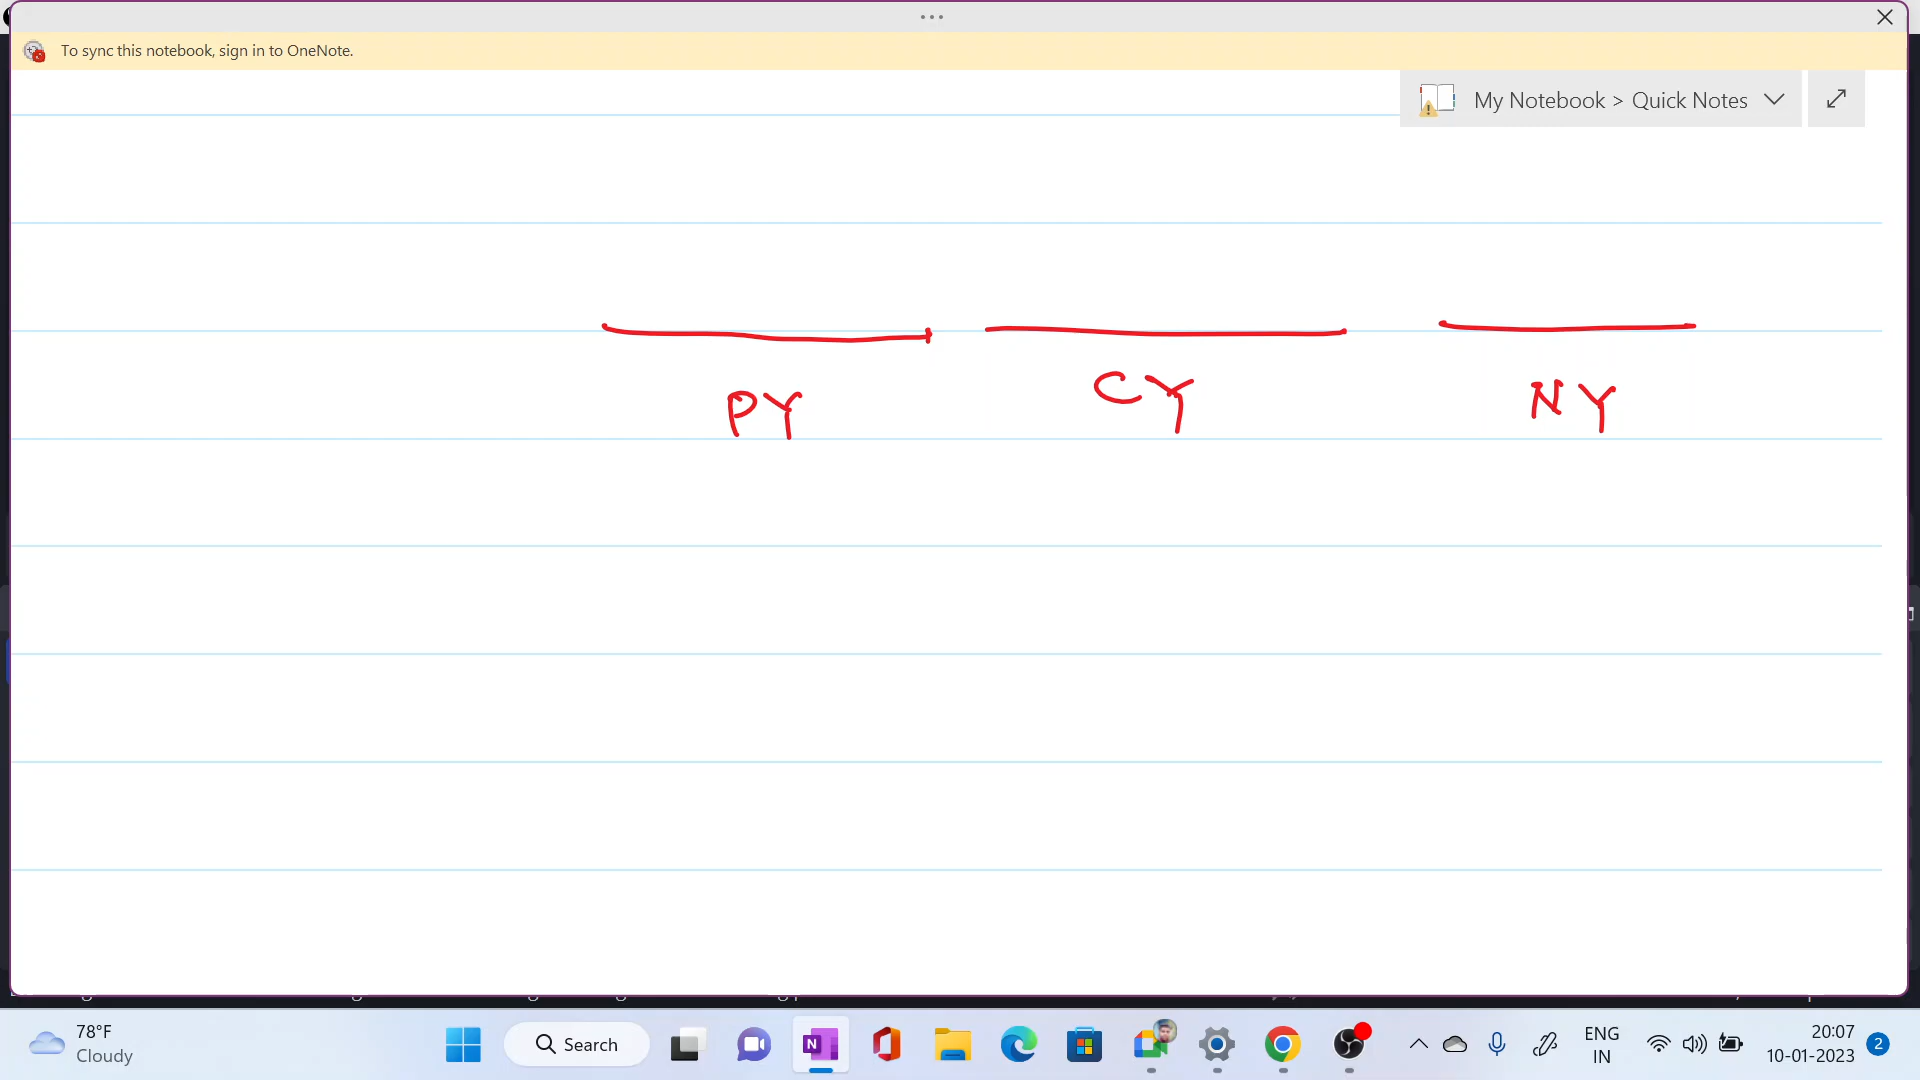 To sync this notebook, sign in to OneNote.
My Notebook > Quick Notes
PY CY NY
78°F
Cloudy
Search
ENG
IN
20:07
10-01-2023
2